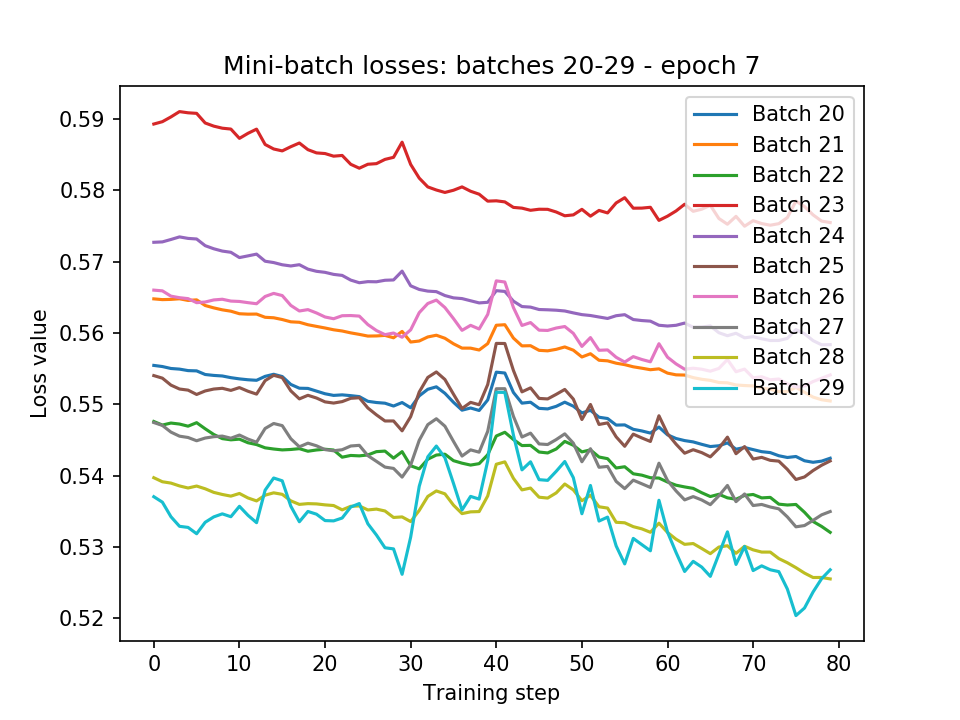 Mini-batch losses: batches 20-29 - epoch 7
Loss value
0.59
0.58
0.57
0.56
0.55
0.54
0.53
0.52
Batch 20
Batch 21
Batch 22
Batch 23
Batch 24
Batch 25
Batch 26
Batch 27
Batch 28
Batch 29
0 10 20 30 40 50 60 70 80
Training step